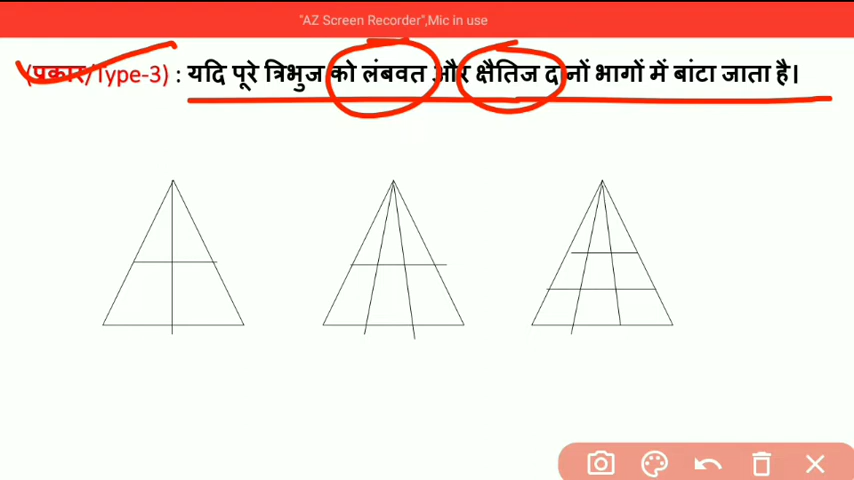 "AZ Screen Recorder",Mic in use
(प्रकार/Type-3) : यदि पूरे त्रिभुज को लंबवत और क्षैतिज दोनों भागों में बांटा जाता है।